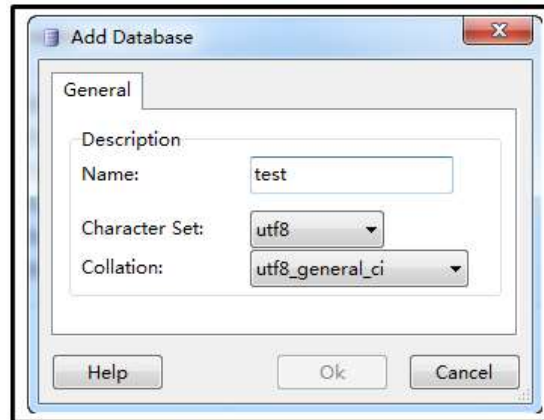 Add Database
General
Description
Name: test
Character Set: utf8
Collation: utf8_general_ci
Help Ok Cancel